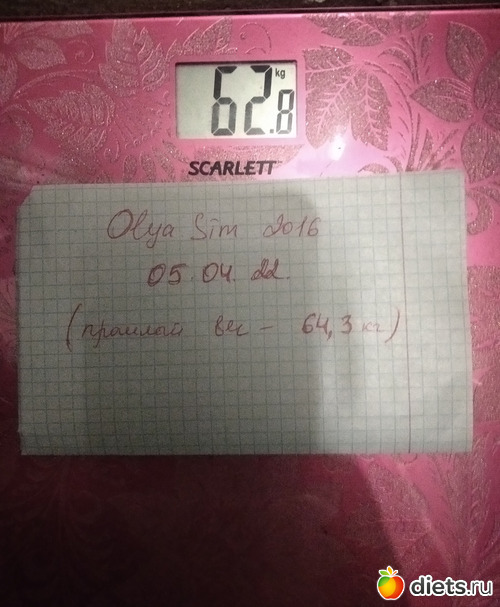 62.8 kg
SCARLETT
Olya Sim 2016
05.04.22.
(прошлый вес - 64,3 кг)
diets.ru